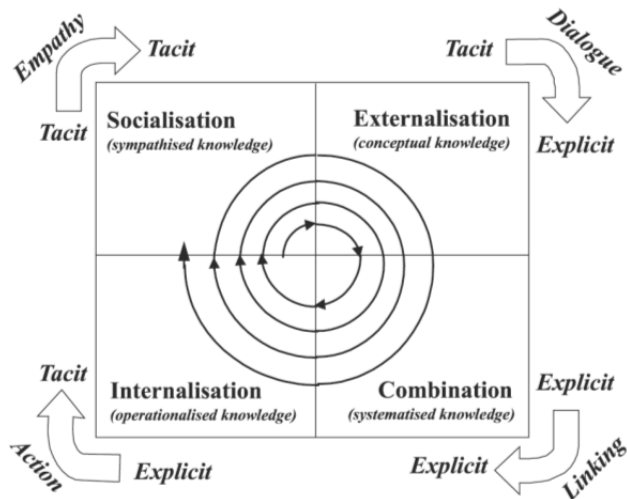 Empathy
Tacit
Tacit
Tacit
Dialogue
Explicit
Socialisation
(sympathised knowledge)
Externalisation
(conceptual knowledge)
Tacit
Internalisation
(operationalised knowledge)
Action
Explicit
Combination
(systematised knowledge)
Explicit
Explicit
Linking